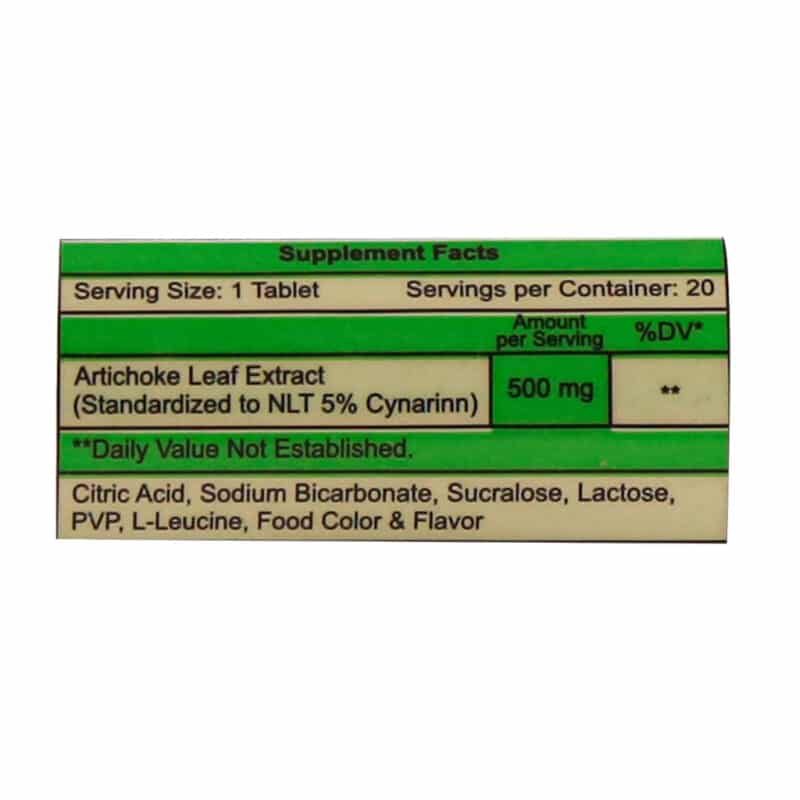 Supplement Facts
Serving Size: 1 Tablet Servings per Container: 20
Amount
per Serving %DV*
Artichoke Leaf Extract
(Standardized to NLT 5% Cynarinn) 500 mg **
**Daily Value Not Established.
Citric Acid, Sodium Bicarbonate, Sucralose, Lactose,
PVP, L-Leucine, Food Color & Flavor